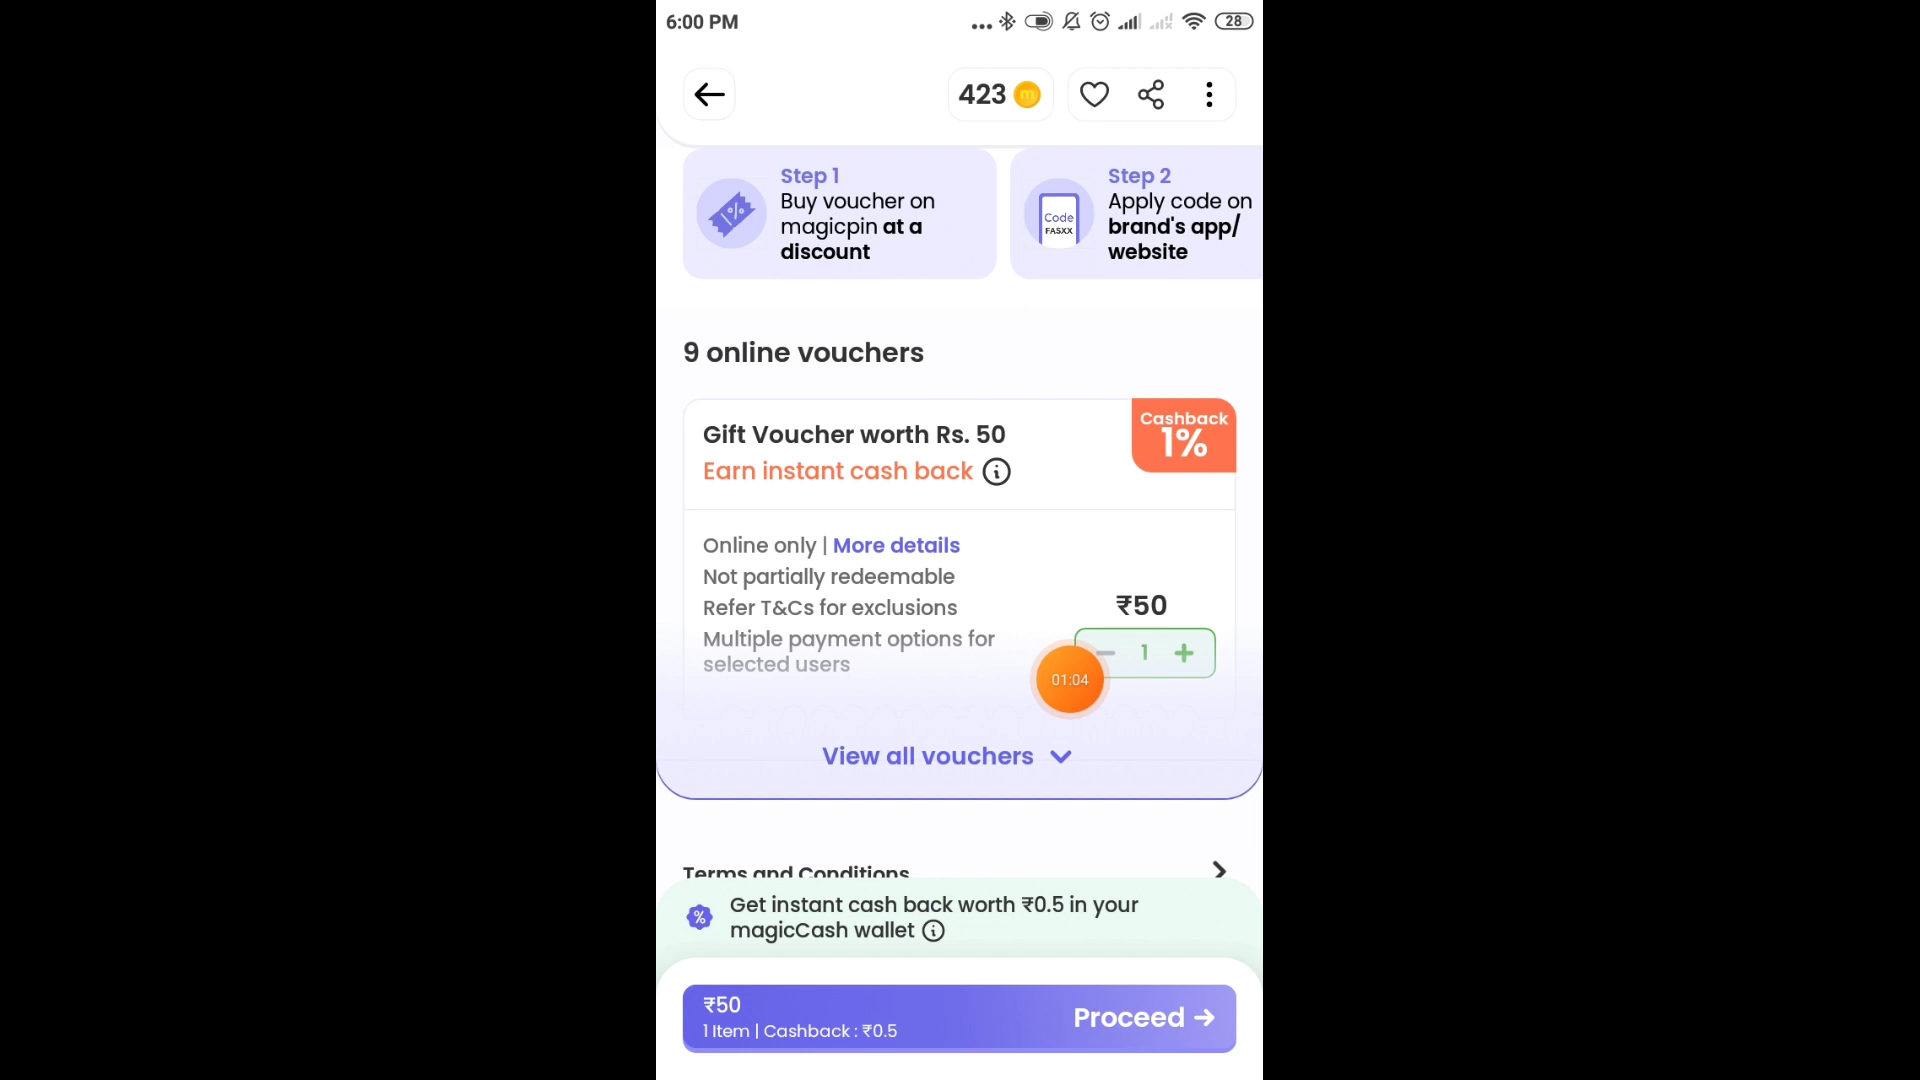 6:00 PM
28
423
Step 1
Buy voucher on
magicpin at a
discount
Code
FASXX
Step 2
Apply code on
brand's app/
website
9 online vouchers
Gift Voucher worth Rs. 50
Earn instant cash back
Cashback
1%
Online only | More details
Not partially redeemable
Refer T&Cs for exclusions
Multiple payment options for
selected users
₹50
1
01:04
View all vouchers
Terms and Conditions
Get instant cash back worth ₹0.5 in your
magicCash wallet
₹50
1 Item | Cashback : ₹0.5
Proceed